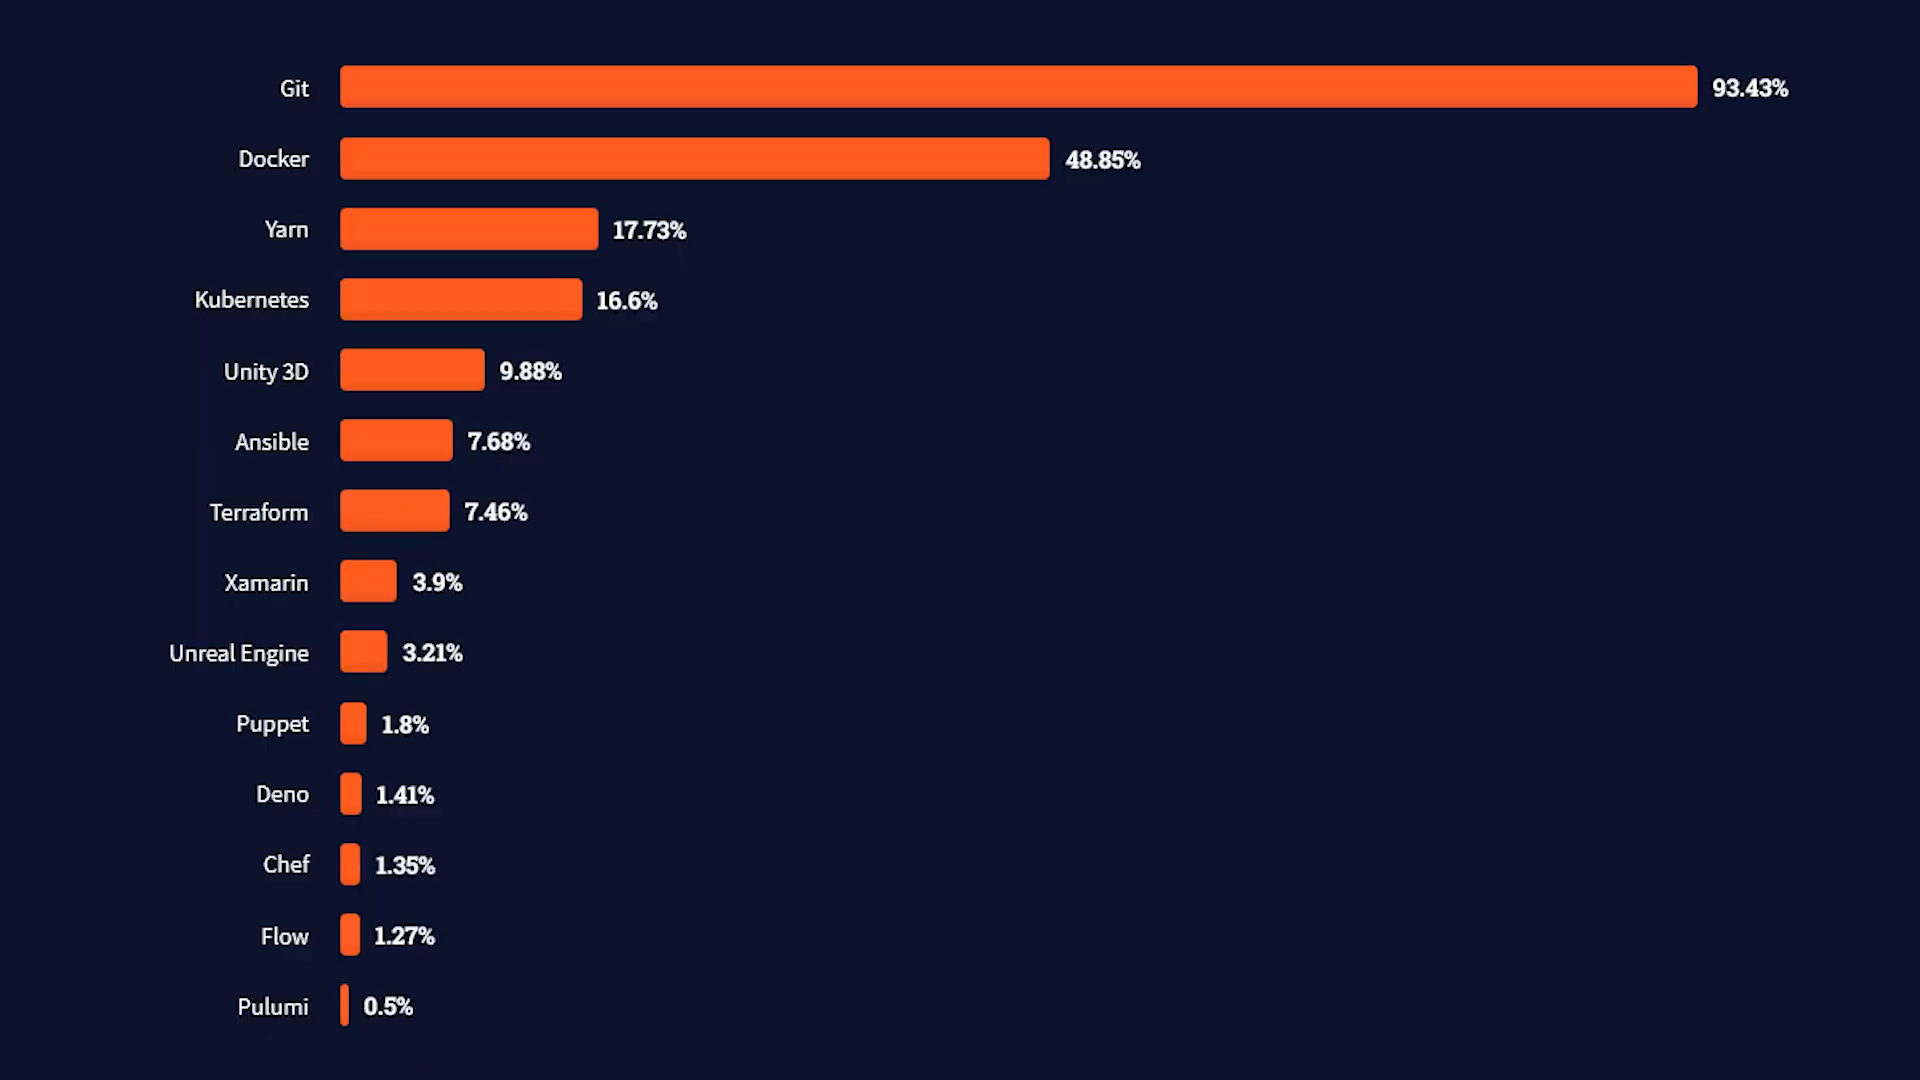 Git 93.43%
Docker 48.85%
Yarn 17.73%
Kubernetes 16.6%
Unity 3D 9.88%
Ansible 7.68%
Terraform 7.46%
Xamarin 3.9%
Unreal Engine 3.21%
Puppet 1.8%
Deno 1.41%
Chef 1.35%
Flow 1.27%
Pulumi 0.5%